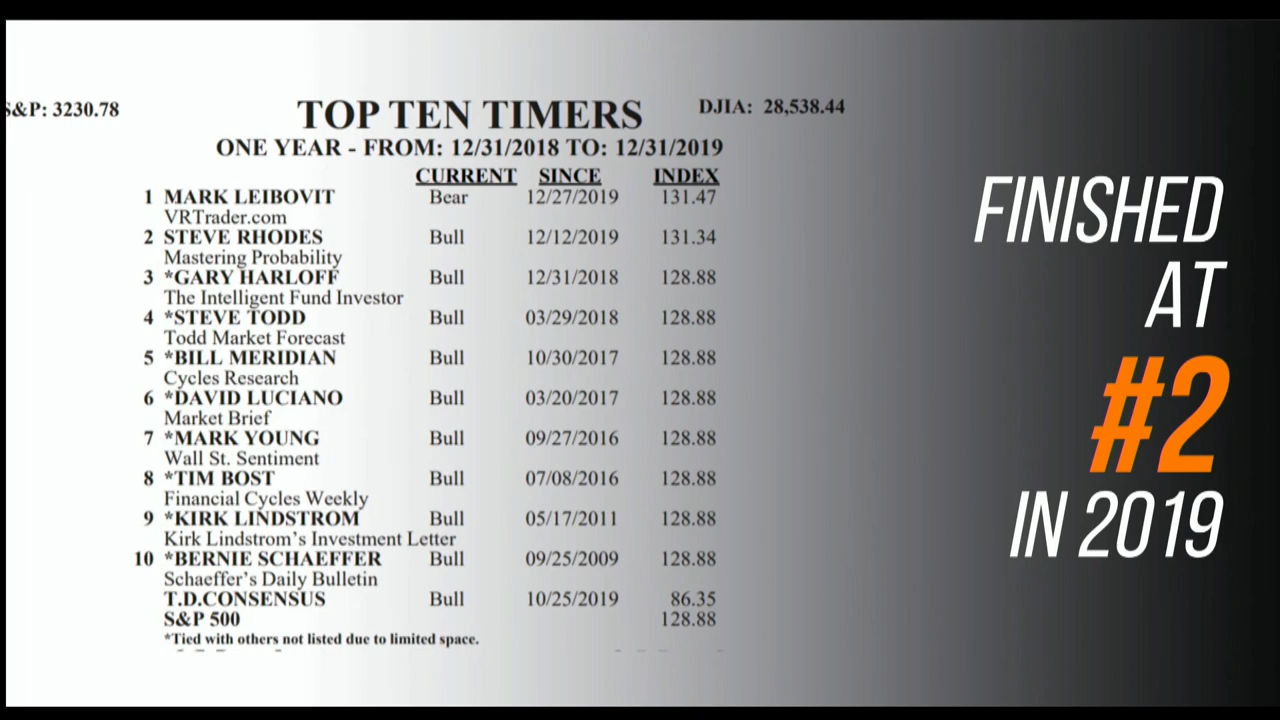 S&P: 3230.78
TOP TEN TIMERS
DJIA: 28,538.44
ONE YEAR - FROM: 12/31/2018 TO: 12/31/2019
CURRENT SINCE INDEX
1 MARK LEIBOVIT Bear 12/27/2019 131.47
VRTrader.com
2 STEVE RHODES Bull 12/12/2019 131.34
Mastering Probability
3 *GARY HARLOFF Bull 12/31/2018 128.88
The Intelligent Fund Investor
4 *STEVE TODD Bull 03/29/2018 128.88
Todd Market Forecast
5 *BILL MERIDIAN Bull 10/30/2017 128.88
Cycles Research
6 *DAVID LUCIANO Bull 03/20/2017 128.88
Market Brief
7 *MARK YOUNG Bull 09/27/2016 128.88
Wall St. Sentiment
8 *TIM BOST Bull 07/08/2016 128.88
Financial Cycles Weekly
9 *KIRK LINDSTROM Bull 05/17/2011 128.88
Kirk Lindstrom's Investment Letter
10 *BERNIE SCHAEFFER Bull 09/25/2009 128.88
Schaeffer's Daily Bulletin
T.D.CONSENSUS Bull 10/25/2019 86.35
S&P 500 128.88
*Tied with others not listed due to limited space.
FINISHED
AT
#2
IN 2019